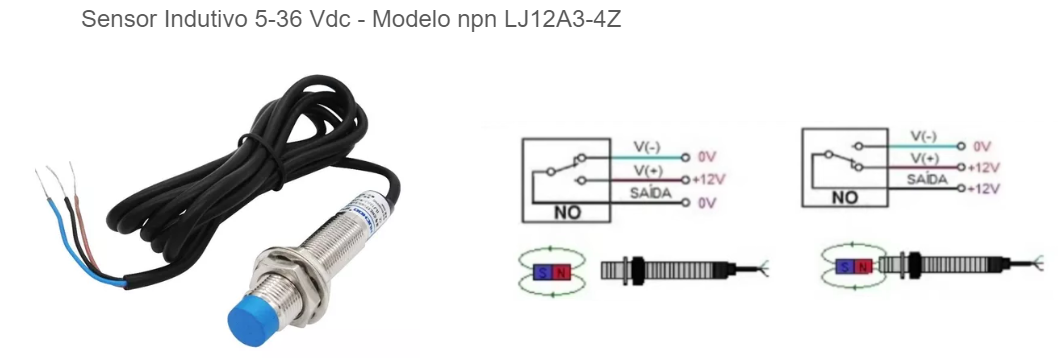 Sensor Indutivo 5-36 Vdc - Modelo npn LJ12A3-4Z
V(-) 0V
V(+) +12V
SAÍDA 0V
NO
S N
V(-) 0V
V(+) +12V
SAÍDA +12V
NO
S N